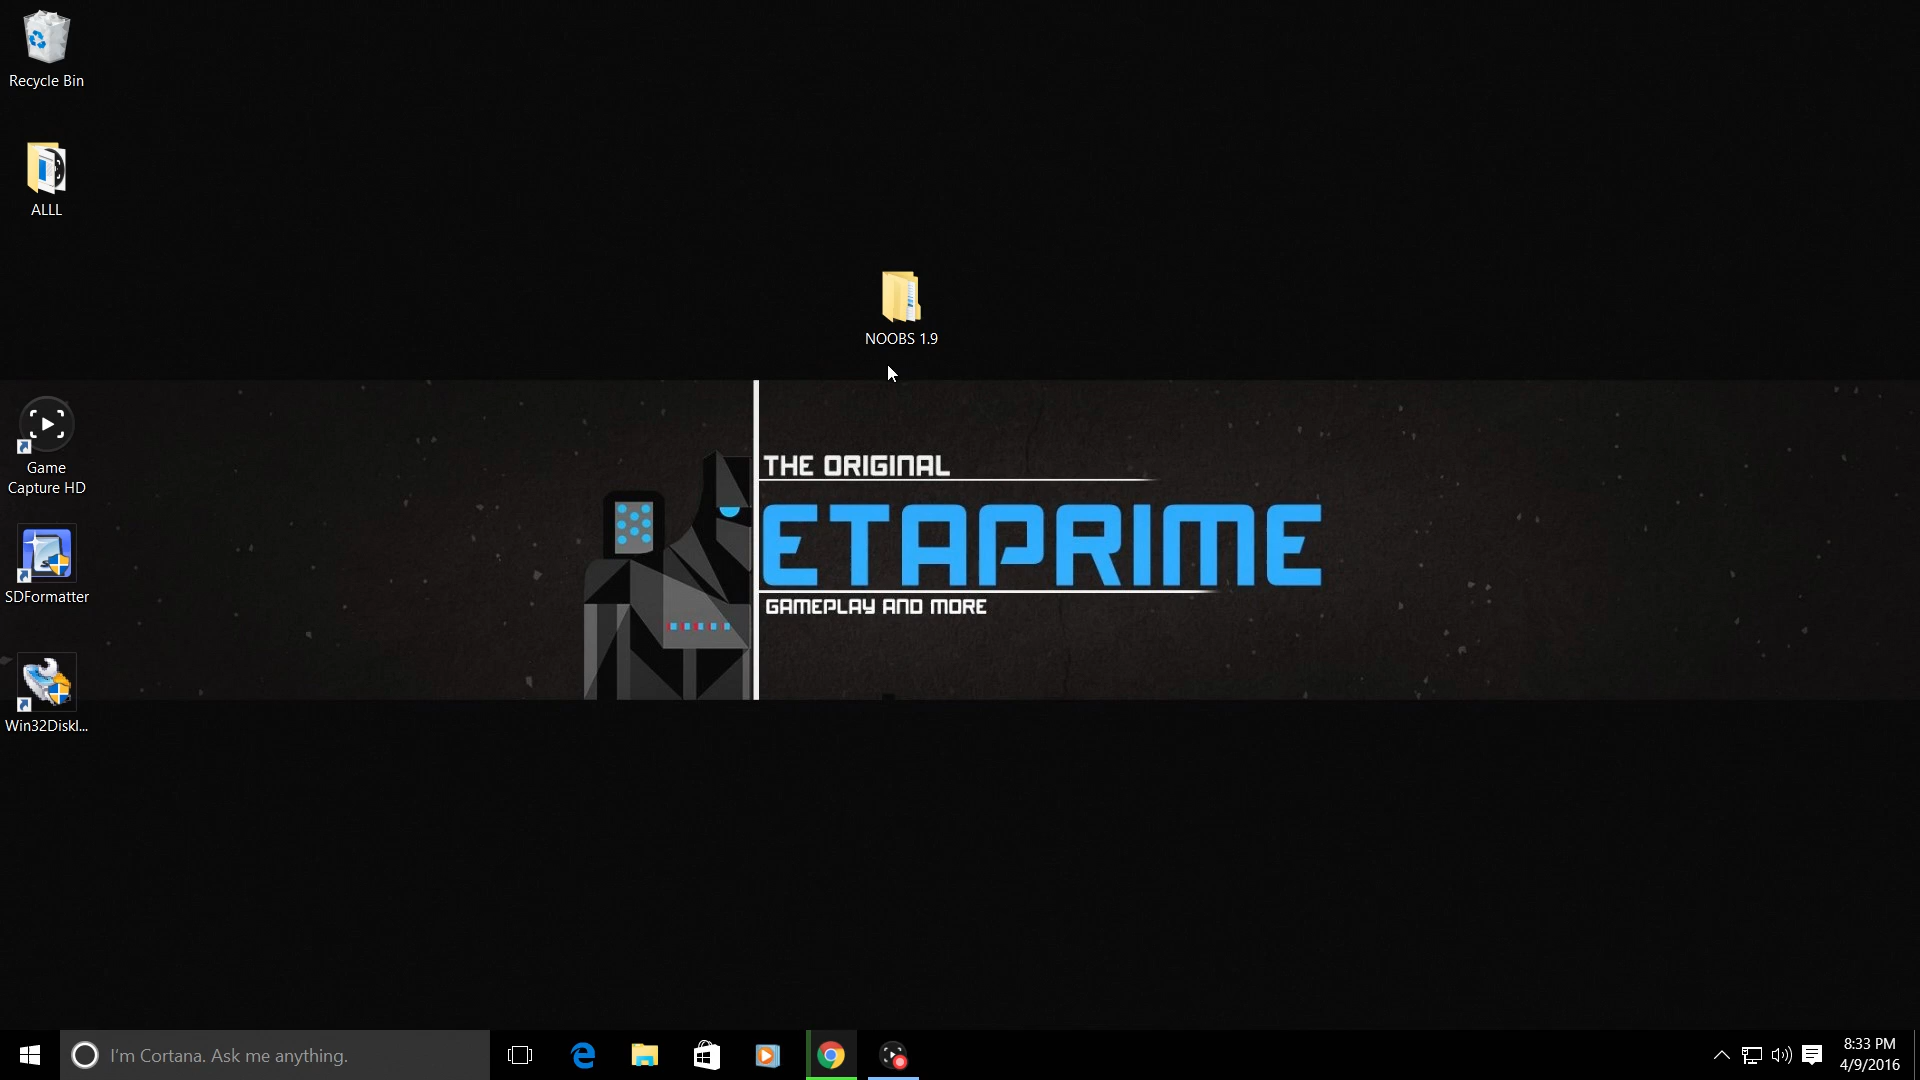 Recycle Bin
ALLL
NOOBS 1.9
Game
Capture HD
SDFormatter
Win32DiskI...
THE ORIGINAL
ETAPRIME
GAMEPLAY AND MORE
I'm Cortana. Ask me anything.
8:33 PM
4/9/2016